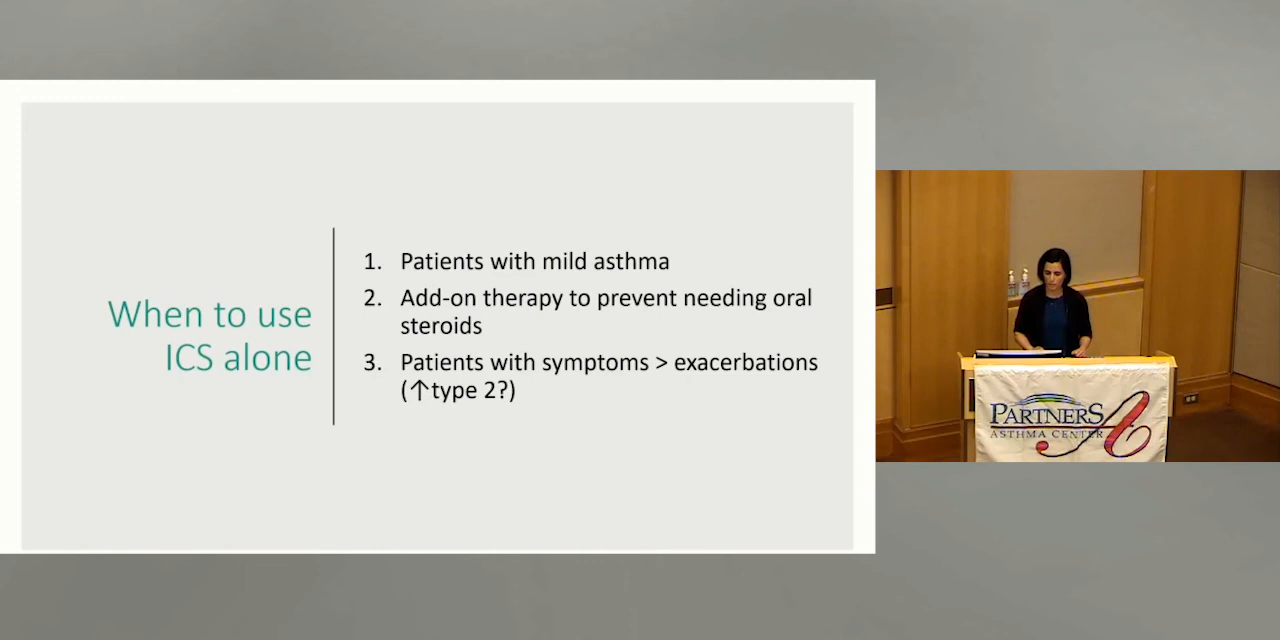 When to use
ICS alone
1. Patients with mild asthma
2. Add-on therapy to prevent needing oral
steroids
3. Patients with symptoms > exacerbations
(↑type 2?)
PARTNERS
ASTHMA CENTER
A